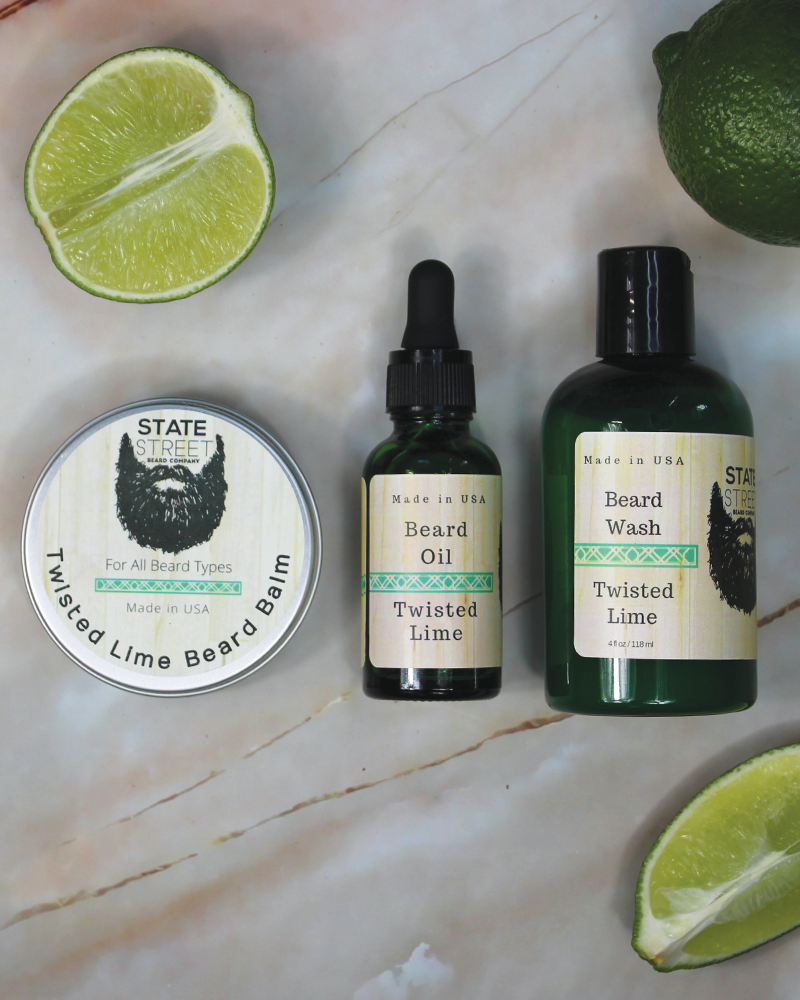 STATE
STREET
BEARD COMPANY
For All Beard Types
Made in USA
Twisted Lime Beard Balm
Made in USA
Beard
Oil
Twisted
Lime
Made in USA
Beard
Wash
Twisted
Lime
4 fl oz / 118 ml
STATE
STREET
BEARD